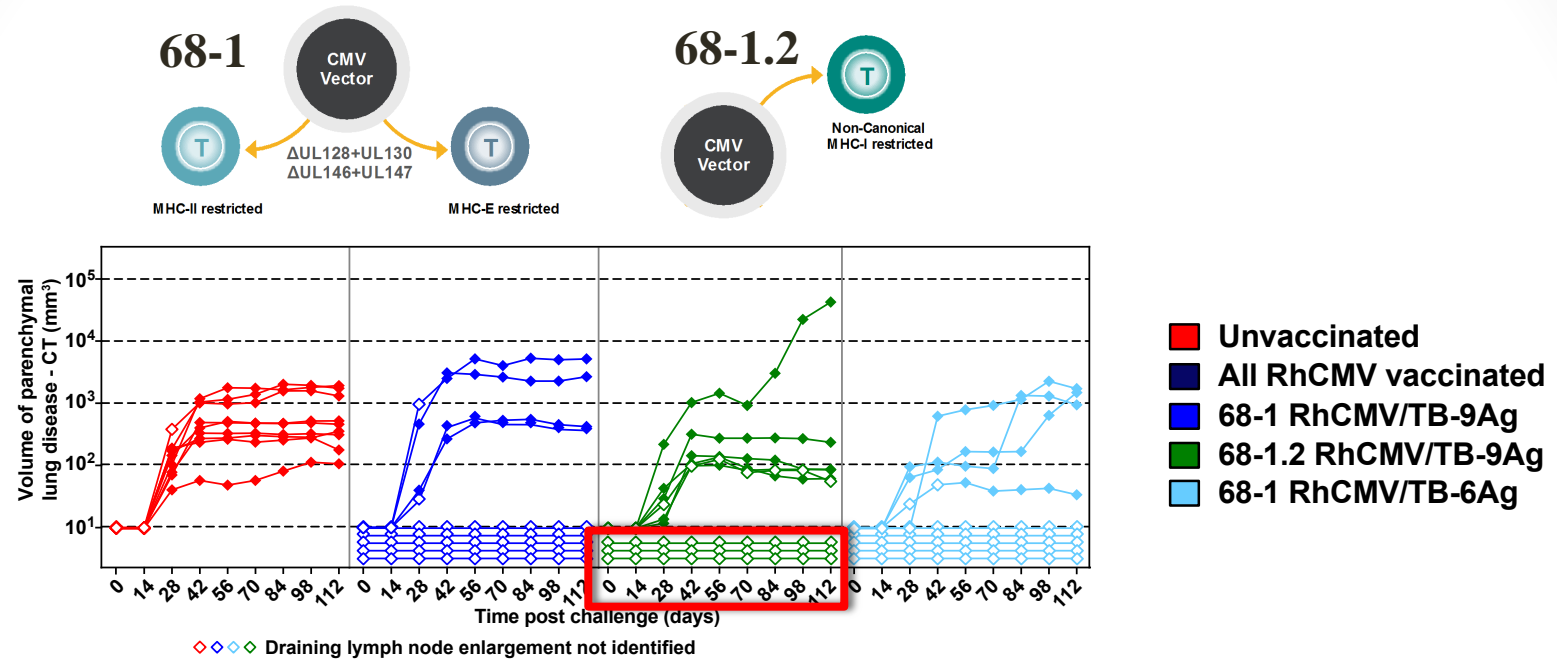 68-1
CMV
Vector
T
T
ΔUL128+UL130
ΔUL146+UL147
MHC-II restricted
MHC-E restricted
68-1.2
T
CMV
Vector
Non-Canonical
MHC-I restricted
Volume of parenchymal
lung disease - CT (mm³)
10⁵
10⁴
10³
10²
10¹
0 14 28 42 56 70 84 98 112
0 14 28 42 56 70 84 98 112
0 14 28 42 56 70 84 98 112
0 14 28 42 56 70 84 98 112
Time post challenge (days)
Draining lymph node enlargement not identified
Unvaccinated
All RhCMV vaccinated
68-1 RhCMV/TB-9Ag
68-1.2 RhCMV/TB-9Ag
68-1 RhCMV/TB-6Ag